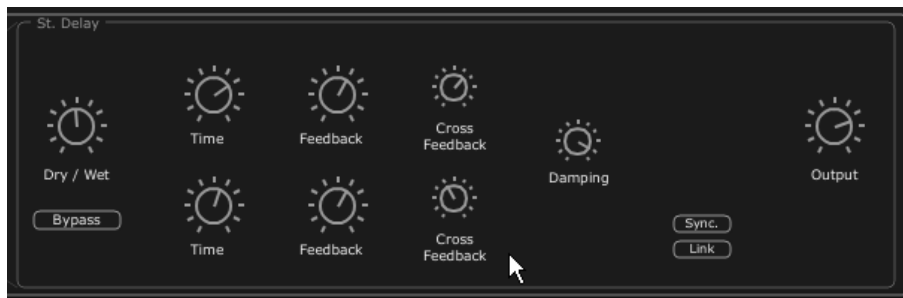 St. Delay
Time
Feedback
Cross
Feedback
Dry / Wet
Damping
Output
Bypass
Time
Feedback
Cross
Feedback
Sync.
Link